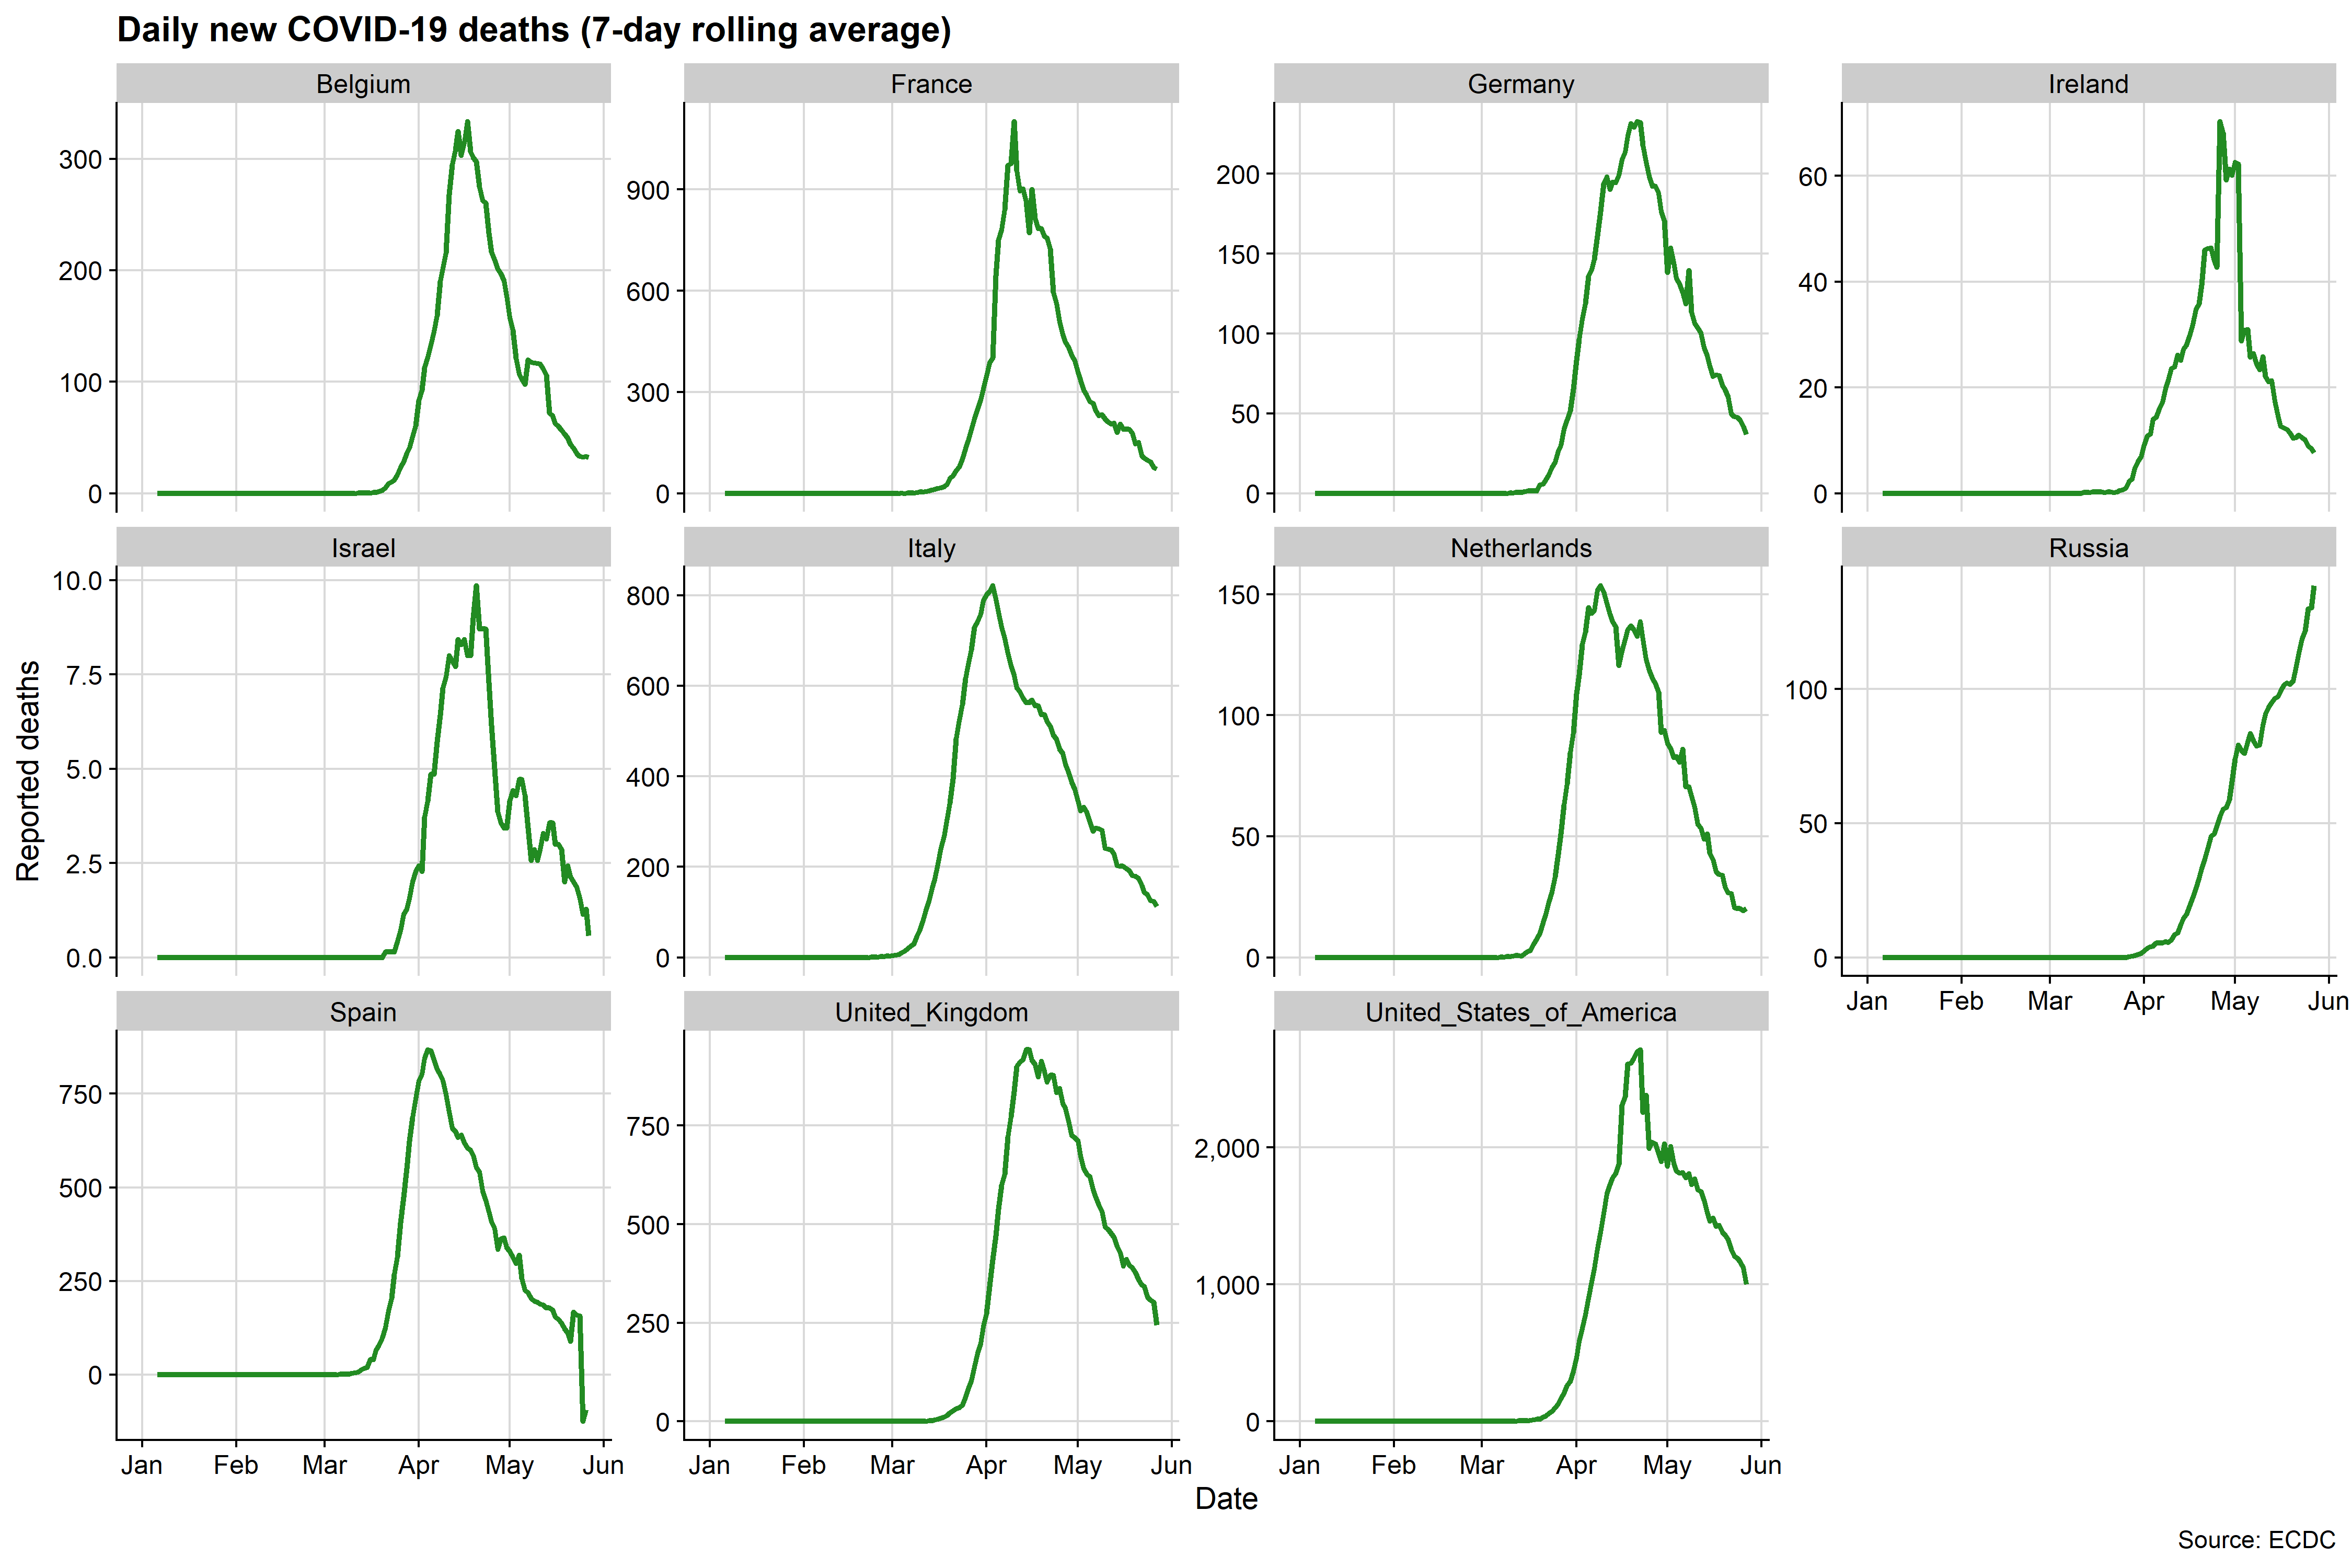 Daily new COVID-19 deaths (7-day rolling average)
Belgium
France
Germany
Ireland
300
200
100
0
900
600
300
0
200
150
100
50
0
60
40
20
0
Israel
Italy
Netherlands
Russia
10.0
7.5
5.0
2.5
0.0
800
600
400
200
0
150
100
50
0
100
50
0
Jan Feb Mar Apr May Jun
Spain
United_Kingdom
United_States_of_America
750
500
250
0
750
500
250
0
2,000
1,000
0
Jan Feb Mar Apr May Jun
Jan Feb Mar Apr May Jun
Jan Feb Mar Apr May Jun
Reported deaths
Date
Source: ECDC